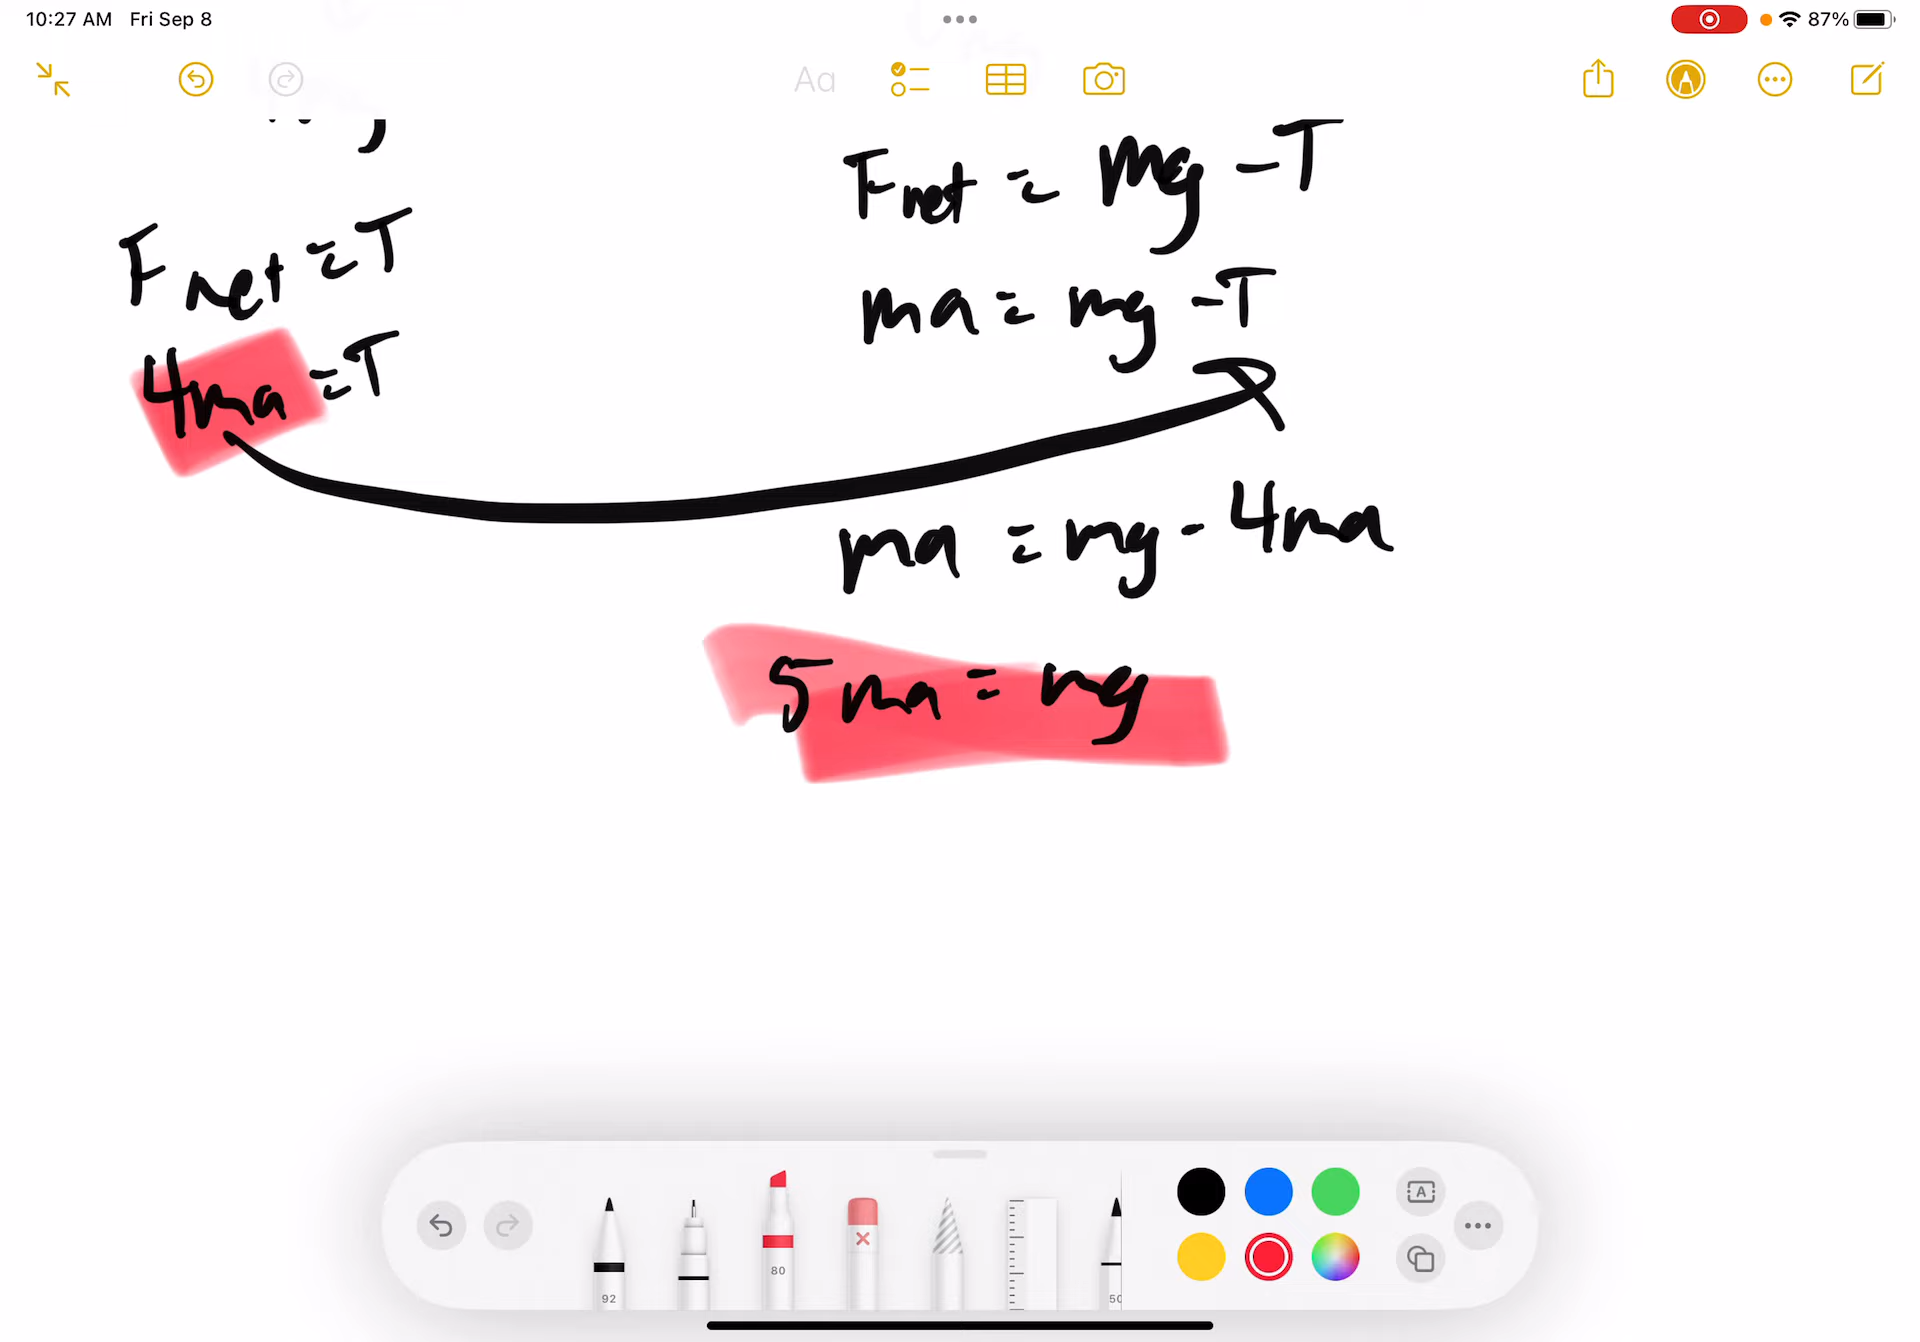 10:27 AM Fri Sep 8
87%
Aa
Fnet = T
4ma = T
Fnet = mg - T
ma = mg - T
ma = mg - 4ma
5ma = mg
92
80
50
A